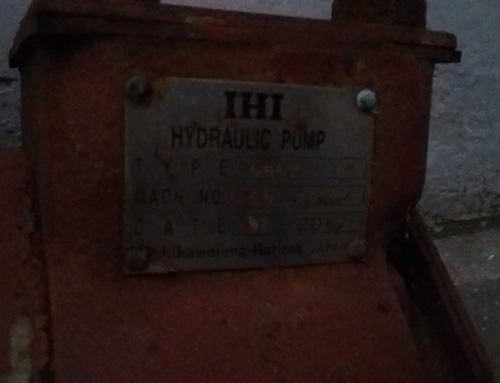 IHI
HYDRAULIC PUMP
TYPE
MACH NO.
DATE
Ishikawajima-Harima JAPAN